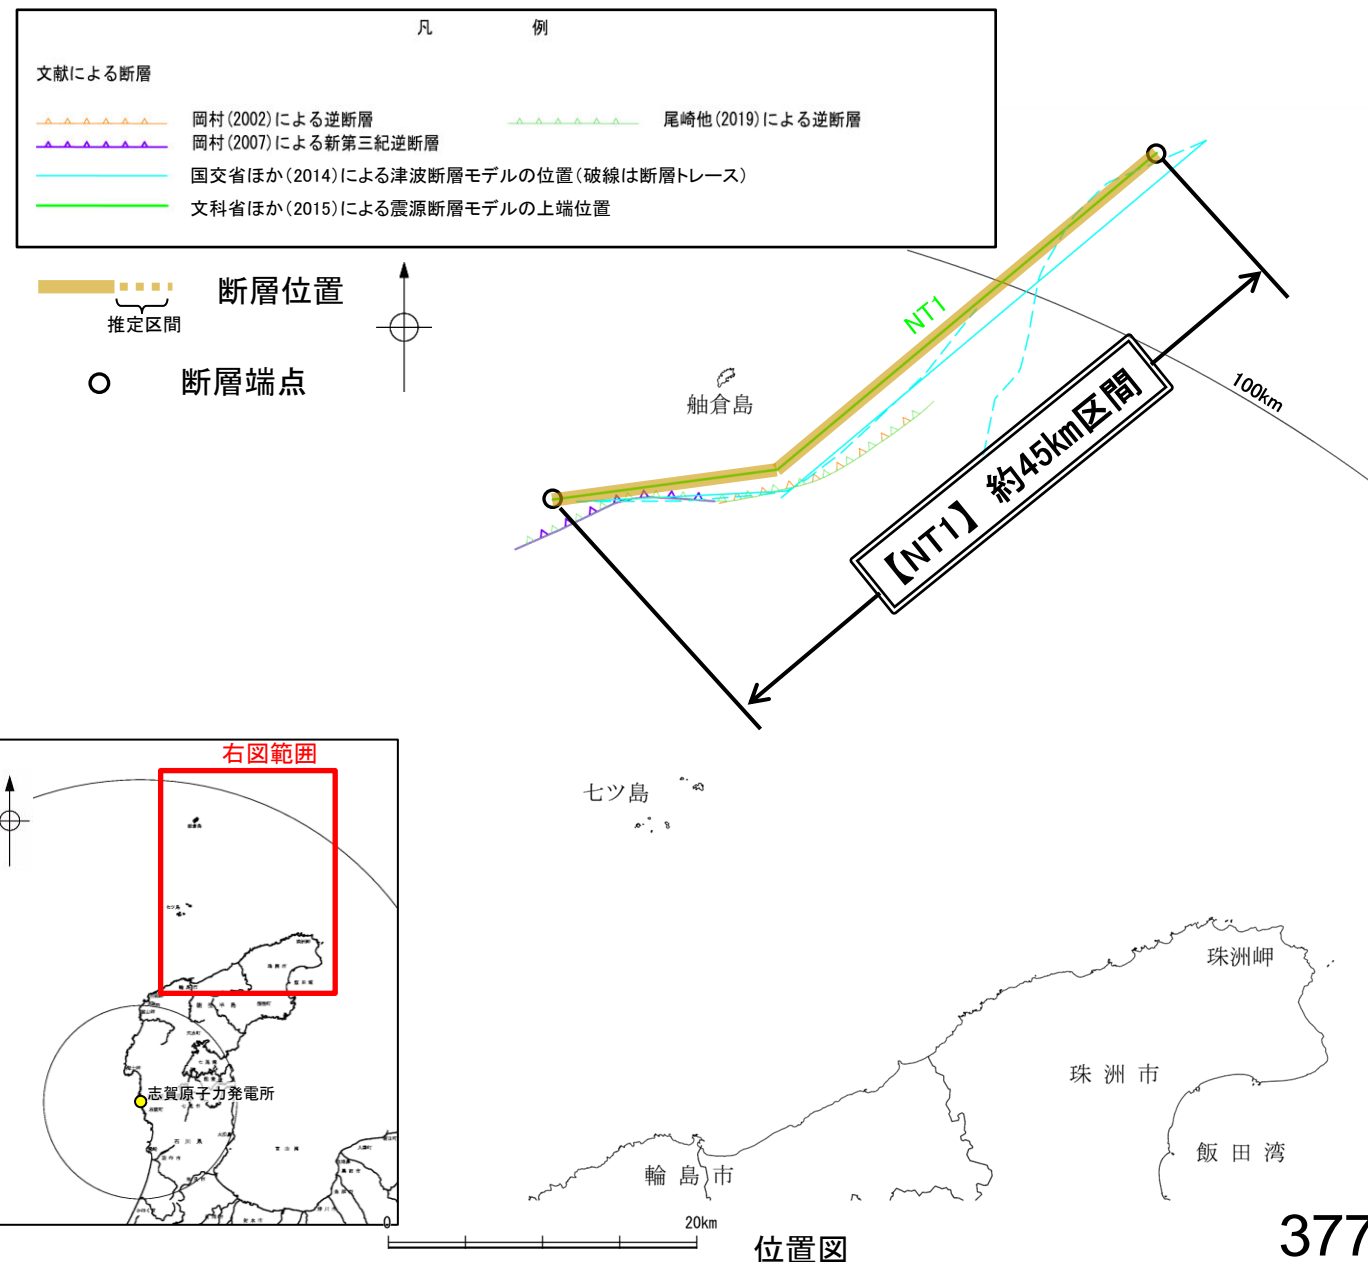 凡 例
文献による断層
岡村(2002)による逆断層
尾崎他(2019)による逆断層
岡村(2007)による新第三紀逆断層
国交省ほか(2014)による津波断層モデルの位置(破線は断層トレース)
文科省ほか(2015)による震源断層モデルの上端位置
断層位置
推定区間
断層端点
NT1
舳倉島
100km
【NT1】 約45km区間
右図範囲
七ツ島
志賀原子力発電所
珠洲岬
珠洲市
飯田湾
輪島市
0
20km
位置図
377